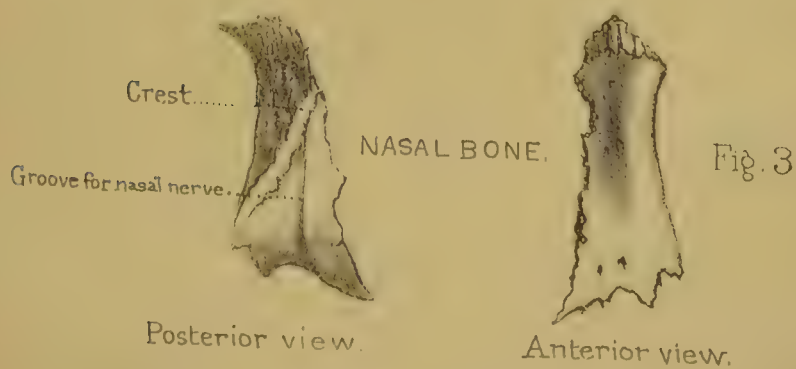 Crest......
NASAL BONE.
Fig. 3
Groove for nasal nerve...
Posterior view.
Anterior view.